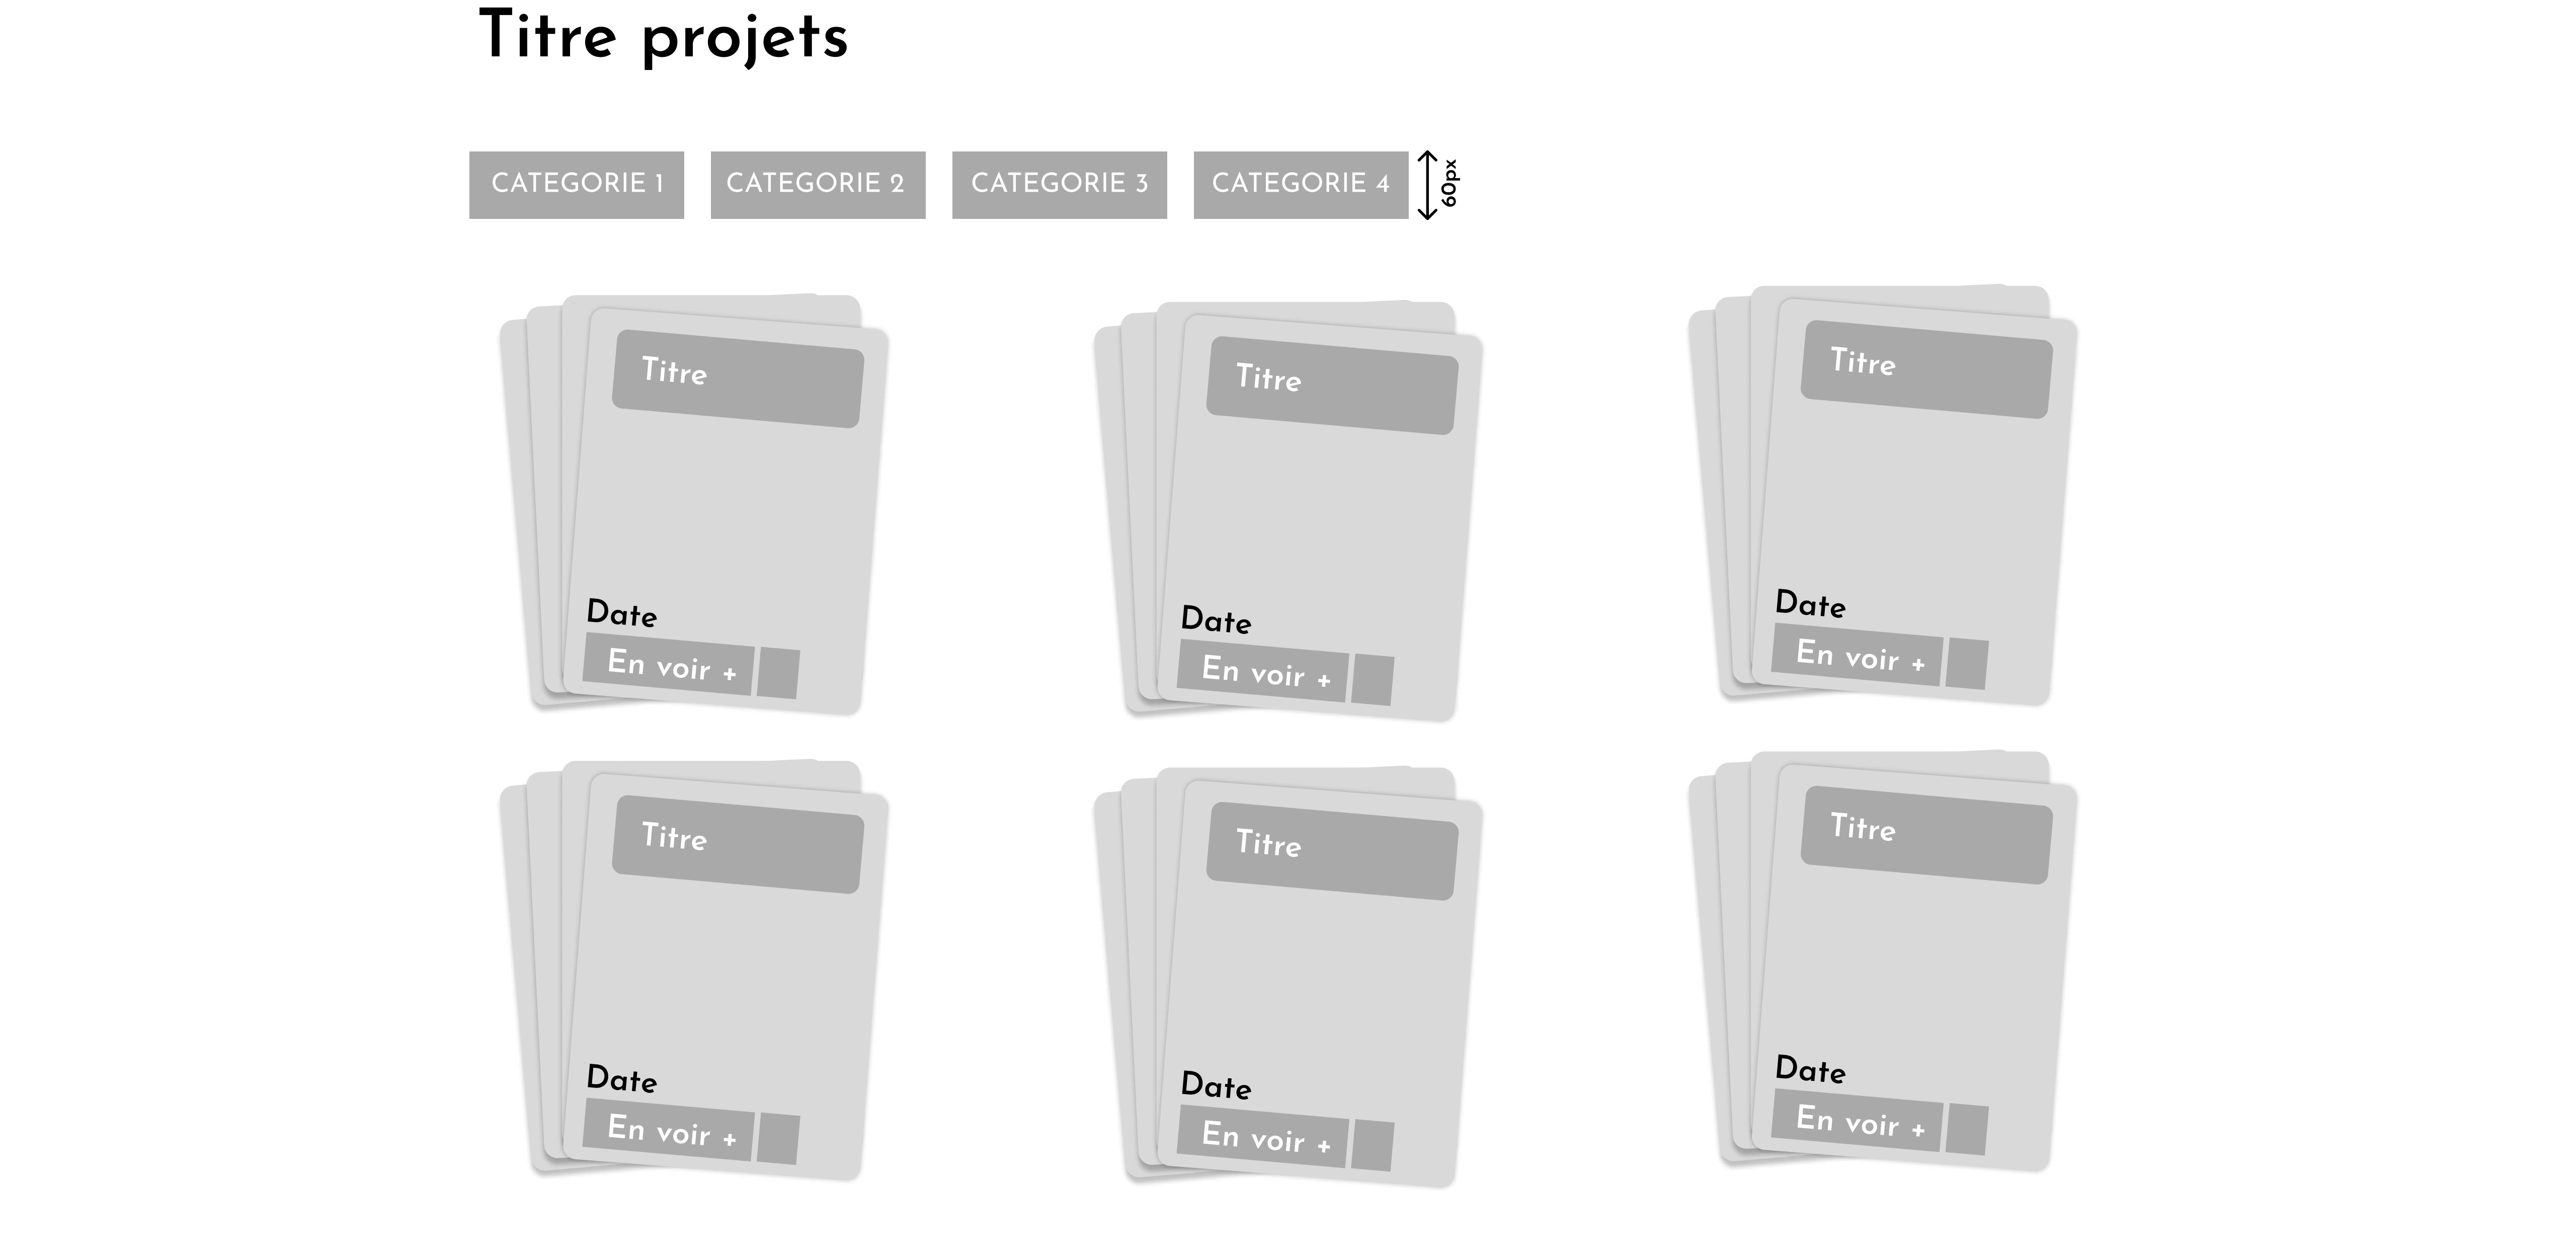 Titre projets
CATEGORIE 1
CATEGORIE 2
CATEGORIE 3
CATEGORIE 4
60px
Titre
Date
En voir +
Titre
Date
En voir +
Titre
Date
En voir +
Titre
Date
En voir +
Titre
Date
En voir +
Titre
Date
En voir +